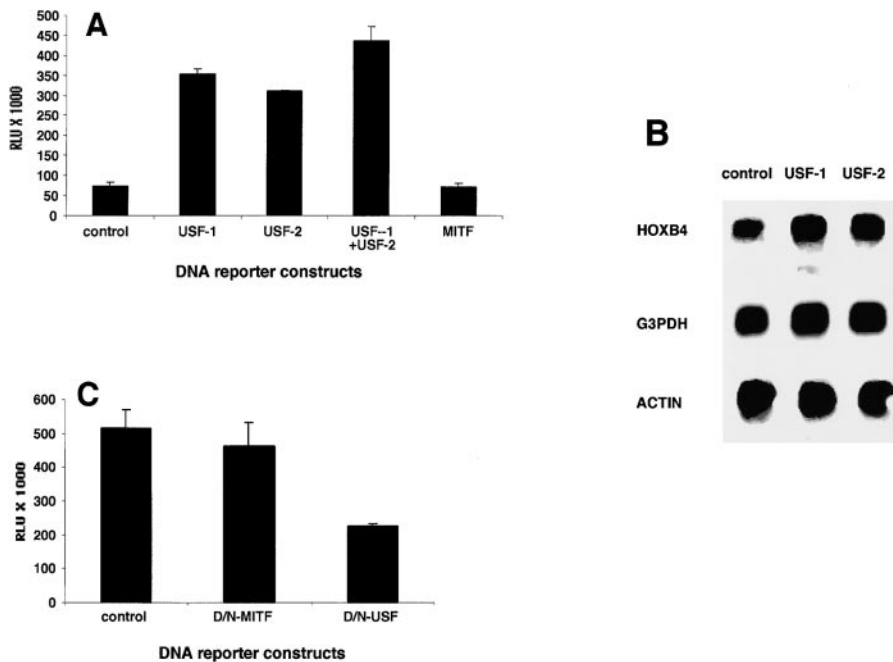 A
RLU X 1000
500
450
400
350
300
250
200
150
100
50
0
control USF-1 USF-2 USF--1 +USF-2 MITF
DNA reporter constructs
B
control USF-1 USF-2
HOXB4
G3PDH
ACTIN
C
RLU X 1000
600
500
400
300
200
100
0
control D/N-MITF D/N-USF
DNA reporter constructs